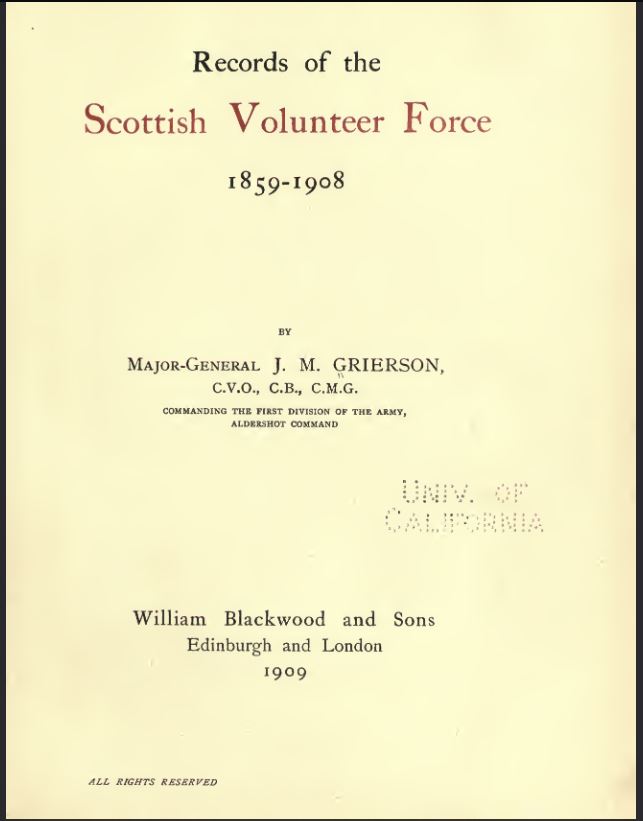 Records of the
Scottish Volunteer Force
1859-1908
BY
MAJOR-GENERAL J. M. GRIERSON,
C.V.O., C.B., C.M.G.
COMMANDING THE FIRST DIVISION OF THE ARMY,
ALDERSHOT COMMAND
UNIV. OF
CALIFORNIA
William Blackwood and Sons
Edinburgh and London
1909
ALL RIGHTS RESERVED